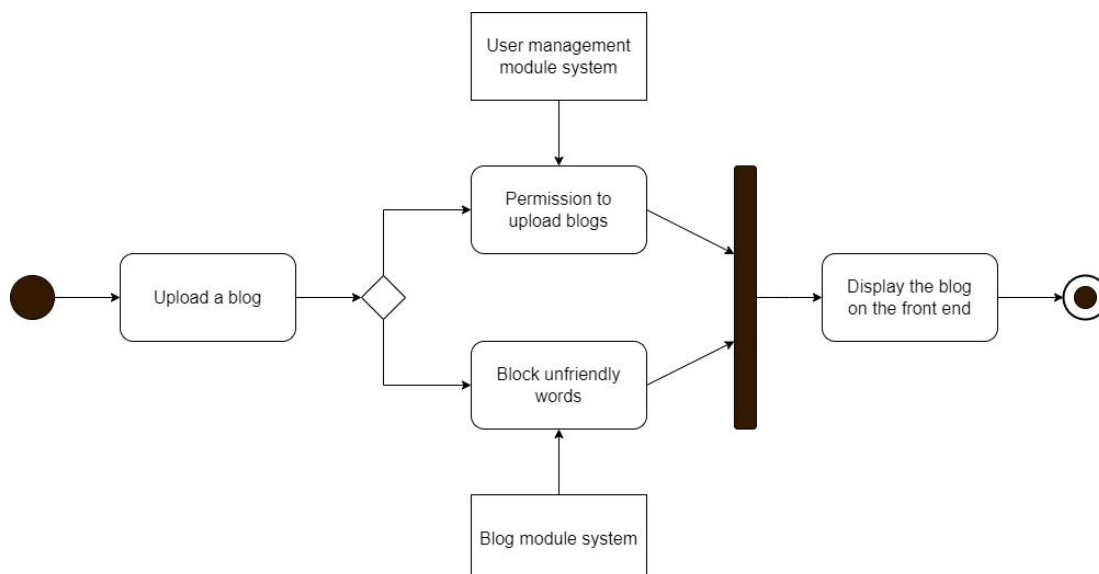 User management
module system
Permission to
upload blogs
Upload a blog
Display the blog
on the front end
Block unfriendly
words
Blog module system